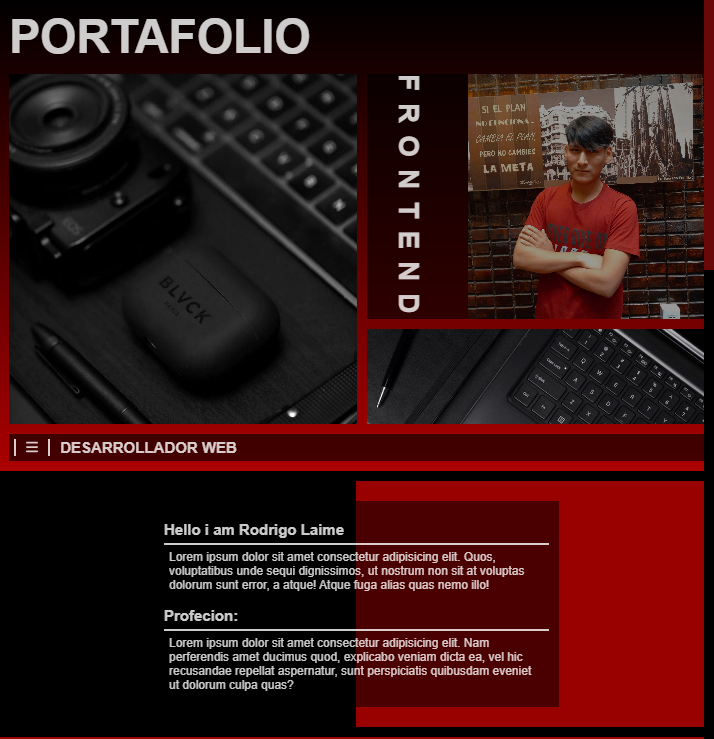 PORTAFOLIO
FRONTEND
SI EL PLAN
NO FUNCIONA.
CAMBIA EL PLAN,
PERO NO CAMBIES
LA META
BLVCK
☰ DESARROLLADOR WEB
Hello i am Rodrigo Laime
Lorem ipsum dolor sit amet consectetur adipisicing elit. Quos,
voluptatibus unde sequi dignissimos, ut nostrum non sit at voluptas
dolorum sunt error, a atque! Atque fuga alias quas nemo illo!
Profecion:
Lorem ipsum dolor sit amet consectetur adipisicing elit. Nam
perferendis amet ducimus quod, explicabo veniam dicta ea, vel hic
recusandae repellat aspernatur, sunt perspiciatis quibusdam eveniet
ut dolorum culpa quas?